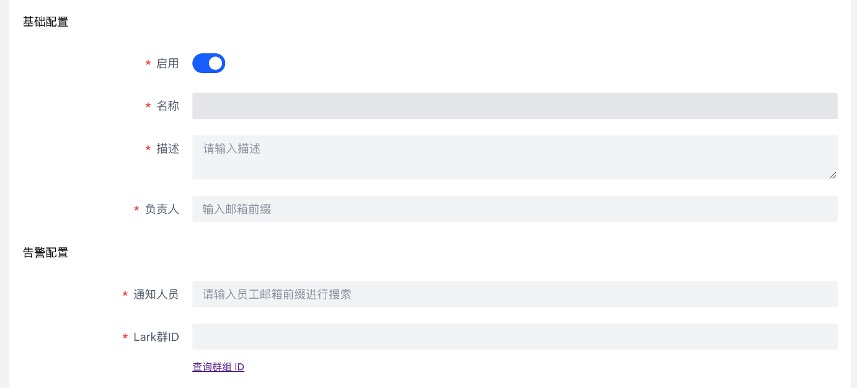 基础配置
* 启用
* 名称
* 描述 请输入描述
* 负责人 输入邮箱前缀
告警配置
* 通知人员 请输入员工邮箱前缀进行搜索
* Lark群ID
查询群组 ID